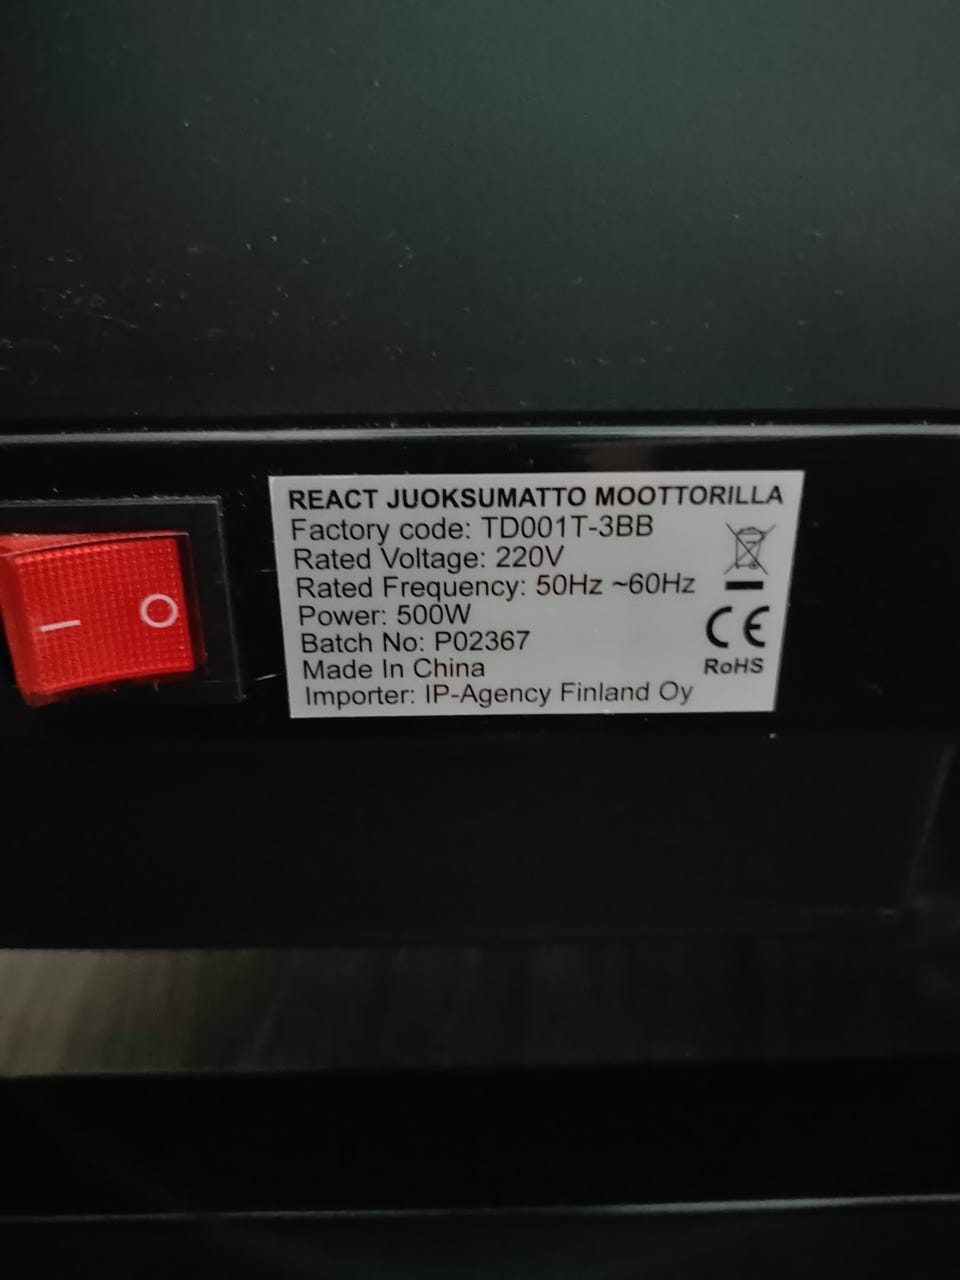 REACT JUOKSUMATTO MOOTTORILLA
Factory code: TD001T-3BB
Rated Voltage: 220V
Rated Frequency: 50Hz ~60Hz
Power: 500W
Batch No: P02367
Made In China
Importer: IP-Agency Finland Oy
CE
RoHS
I O